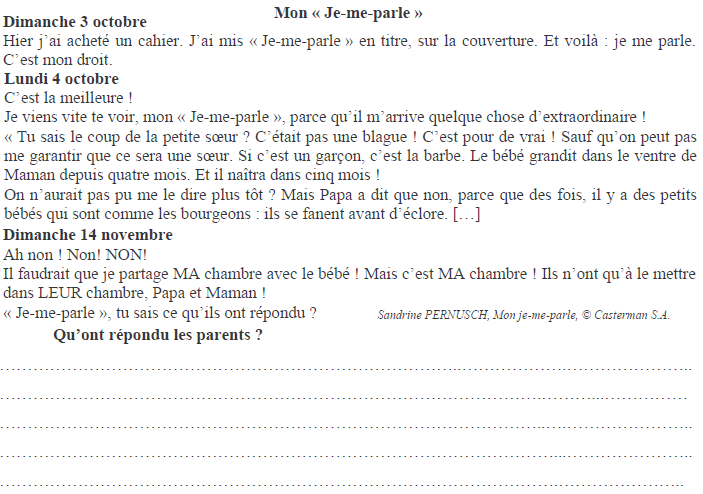 Mon « Je-me-parle »
Dimanche 3 octobre
Hier j’ai acheté un cahier. J’ai mis « Je-me-parle » en titre, sur la couverture. Et voilà : je me parle.
C’est mon droit.
Lundi 4 octobre
C’est la meilleure !
Je viens vite te voir, mon « Je-me-parle », parce qu’il m’arrive quelque chose d’extraordinaire !
« Tu sais le coup de la petite sœur ? C’était pas une blague ! C’est pour de vrai ! Sauf qu’on peut pas
me garantir que ce sera une sœur. Si c’est un garçon, c’est la barbe. Le bébé grandit dans le ventre de
Maman depuis quatre mois. Et il naîtra dans cinq mois !
On n’aurait pas pu me le dire plus tôt ? Mais Papa a dit que non, parce que des fois, il y a des petits
bébés qui sont comme les bourgeons : ils se fanent avant d’éclore. […]
Dimanche 14 novembre
Ah non ! Non! NON!
Il faudrait que je partage MA chambre avec le bébé ! Mais c’est MA chambre ! Ils n’ont qu’à le mettre
dans LEUR chambre, Papa et Maman !
« Je-me-parle », tu sais ce qu’ils ont répondu ? Sandrine PERNUSCH, Mon je-me-parle, © Casterman S.A.
Qu’ont répondu les parents ?